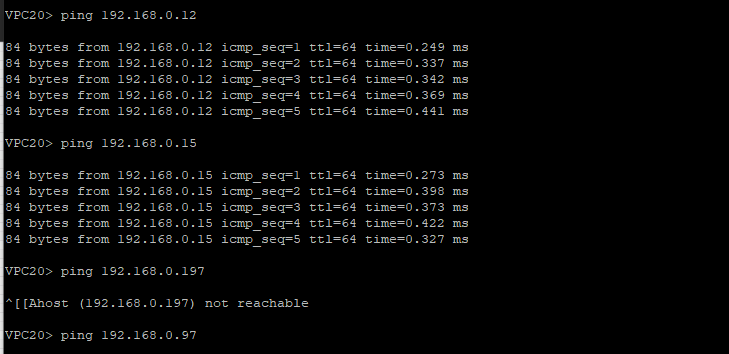 VPC20> ping 192.168.0.12
84 bytes from 192.168.0.12 icmp_seq=1 ttl=64 time=0.249 ms
84 bytes from 192.168.0.12 icmp_seq=2 ttl=64 time=0.337 ms
84 bytes from 192.168.0.12 icmp_seq=3 ttl=64 time=0.342 ms
84 bytes from 192.168.0.12 icmp_seq=4 ttl=64 time=0.369 ms
84 bytes from 192.168.0.12 icmp_seq=5 ttl=64 time=0.441 ms
VPC20> ping 192.168.0.15
84 bytes from 192.168.0.15 icmp_seq=1 ttl=64 time=0.273 ms
84 bytes from 192.168.0.15 icmp_seq=2 ttl=64 time=0.398 ms
84 bytes from 192.168.0.15 icmp_seq=3 ttl=64 time=0.373 ms
84 bytes from 192.168.0.15 icmp_seq=4 ttl=64 time=0.422 ms
84 bytes from 192.168.0.15 icmp_seq=5 ttl=64 time=0.327 ms
VPC20> ping 192.168.0.197
^[[Ahost (192.168.0.197) not reachable
VPC20> ping 192.168.0.97